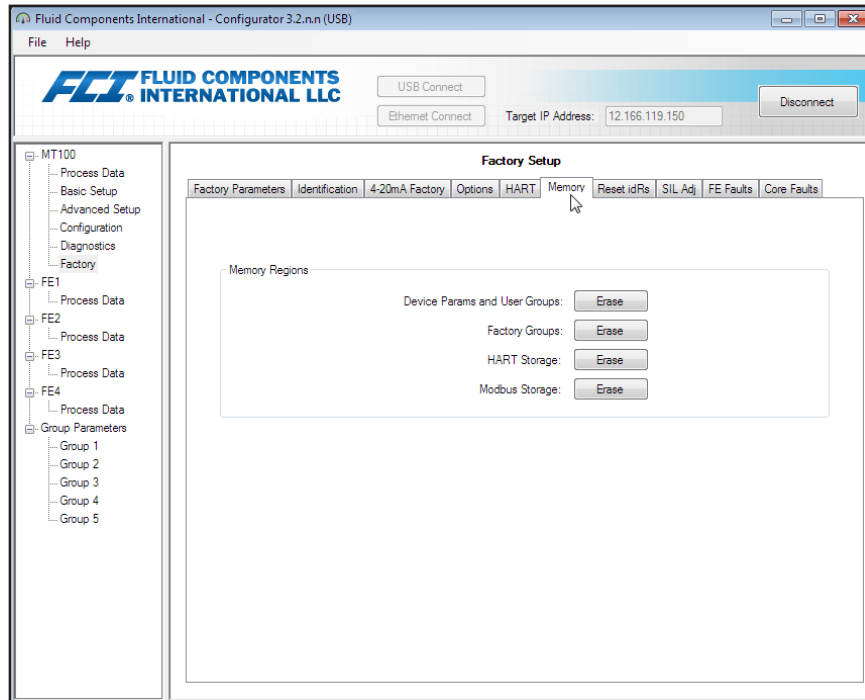 Fluid Components International - Configurator 3.2.n.n (USB)
File Help
FCI FLUID COMPONENTS
® INTERNATIONAL LLC
USB Connect
Ethernet Connect
Target IP Address: 12.166.119.150
Disconnect
MT100
Process Data
Basic Setup
Advanced Setup
Configuration
Diagnostics
Factory
FE1
Process Data
FE2
Process Data
FE3
Process Data
FE4
Process Data
Group Parameters
Group 1
Group 2
Group 3
Group 4
Group 5
Factory Setup
Factory Parameters Identification 4-20mA Factory Options HART Memory Reset idRs SIL Adj FE Faults Core Faults
Memory Regions
Device Params and User Groups: Erase
Factory Groups: Erase
HART Storage: Erase
Modbus Storage: Erase